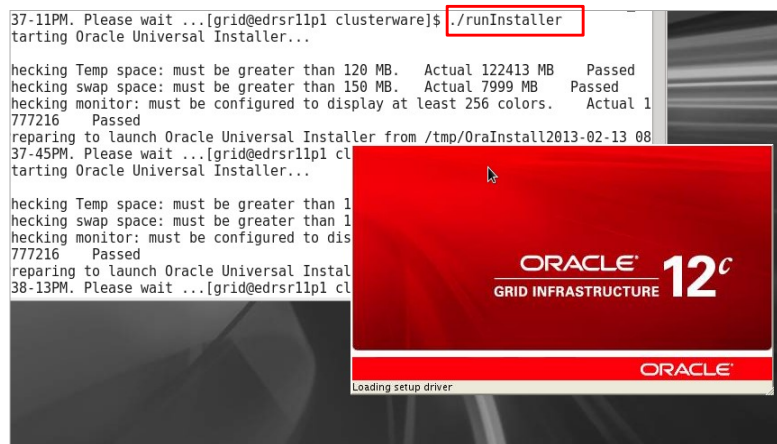 37-11PM. Please wait ...[grid@edrsr11p1 clusterware]$ ./runInstaller
tarting Oracle Universal Installer...
hecking Temp space: must be greater than 120 MB.   Actual 122413 MB    Passed
hecking swap space: must be greater than 150 MB.   Actual 7999 MB    Passed
hecking monitor: must be configured to display at least 256 colors.    Actual 1
777216    Passed
reparing to launch Oracle Universal Installer from /tmp/OraInstall2013-02-13_08
37-45PM. Please wait ...[grid@edrsr11p1 cl
tarting Oracle Universal Installer...
hecking Temp space: must be greater than 1
hecking swap space: must be greater than 1
hecking monitor: must be configured to dis
777216    Passed
reparing to launch Oracle Universal Instal
38-13PM. Please wait ...[grid@edrsr11p1 cl
ORACLE
GRID INFRASTRUCTURE 12c
ORACLE
Loading setup driver